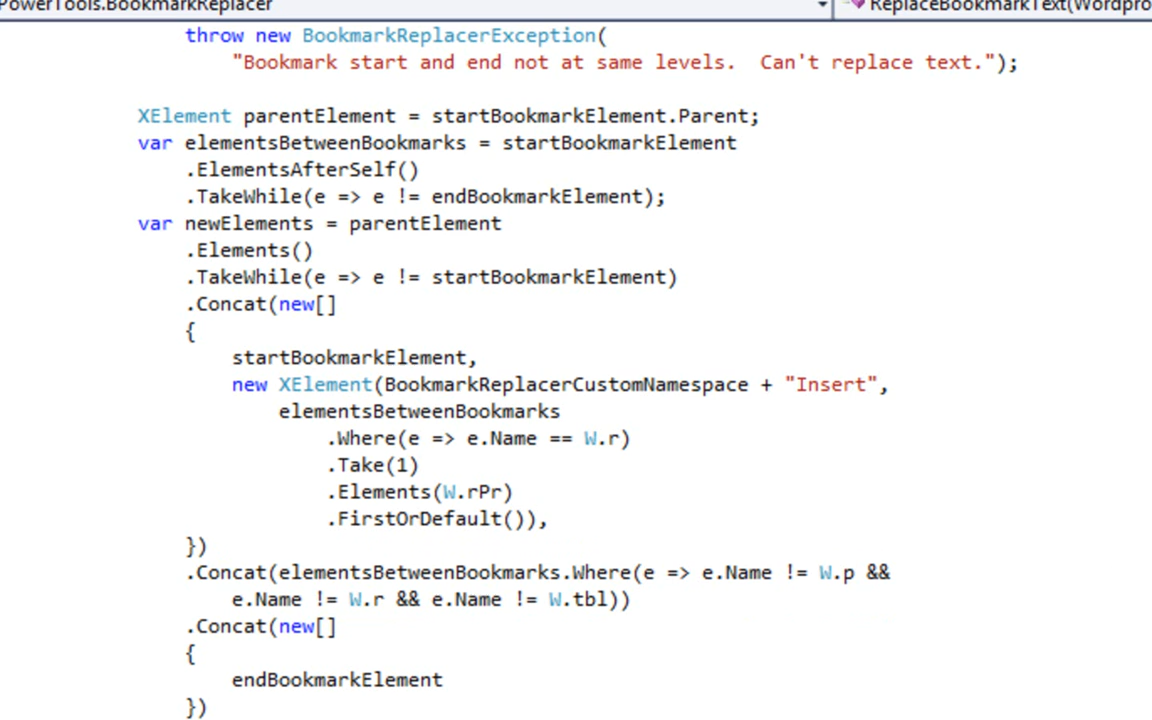 PowerTools.BookmarkReplacer ReplaceBookmarkText(Wordpro
throw new BookmarkReplacerException(
"Bookmark start and end not at same levels.  Can't replace text.");
XElement parentElement = startBookmarkElement.Parent;
var elementsBetweenBookmarks = startBookmarkElement
.ElementsAfterSelf()
.TakeWhile(e => e != endBookmarkElement);
var newElements = parentElement
.Elements()
.TakeWhile(e => e != startBookmarkElement)
.Concat(new[]
{
startBookmarkElement,
new XElement(BookmarkReplacerCustomNamespace + "Insert",
elementsBetweenBookmarks
.Where(e => e.Name == W.r)
.Take(1)
.Elements(W.rPr)
.FirstOrDefault()),
})
.Concat(elementsBetweenBookmarks.Where(e => e.Name != W.p &&
e.Name != W.r && e.Name != W.tbl))
.Concat(new[]
{
endBookmarkElement
})